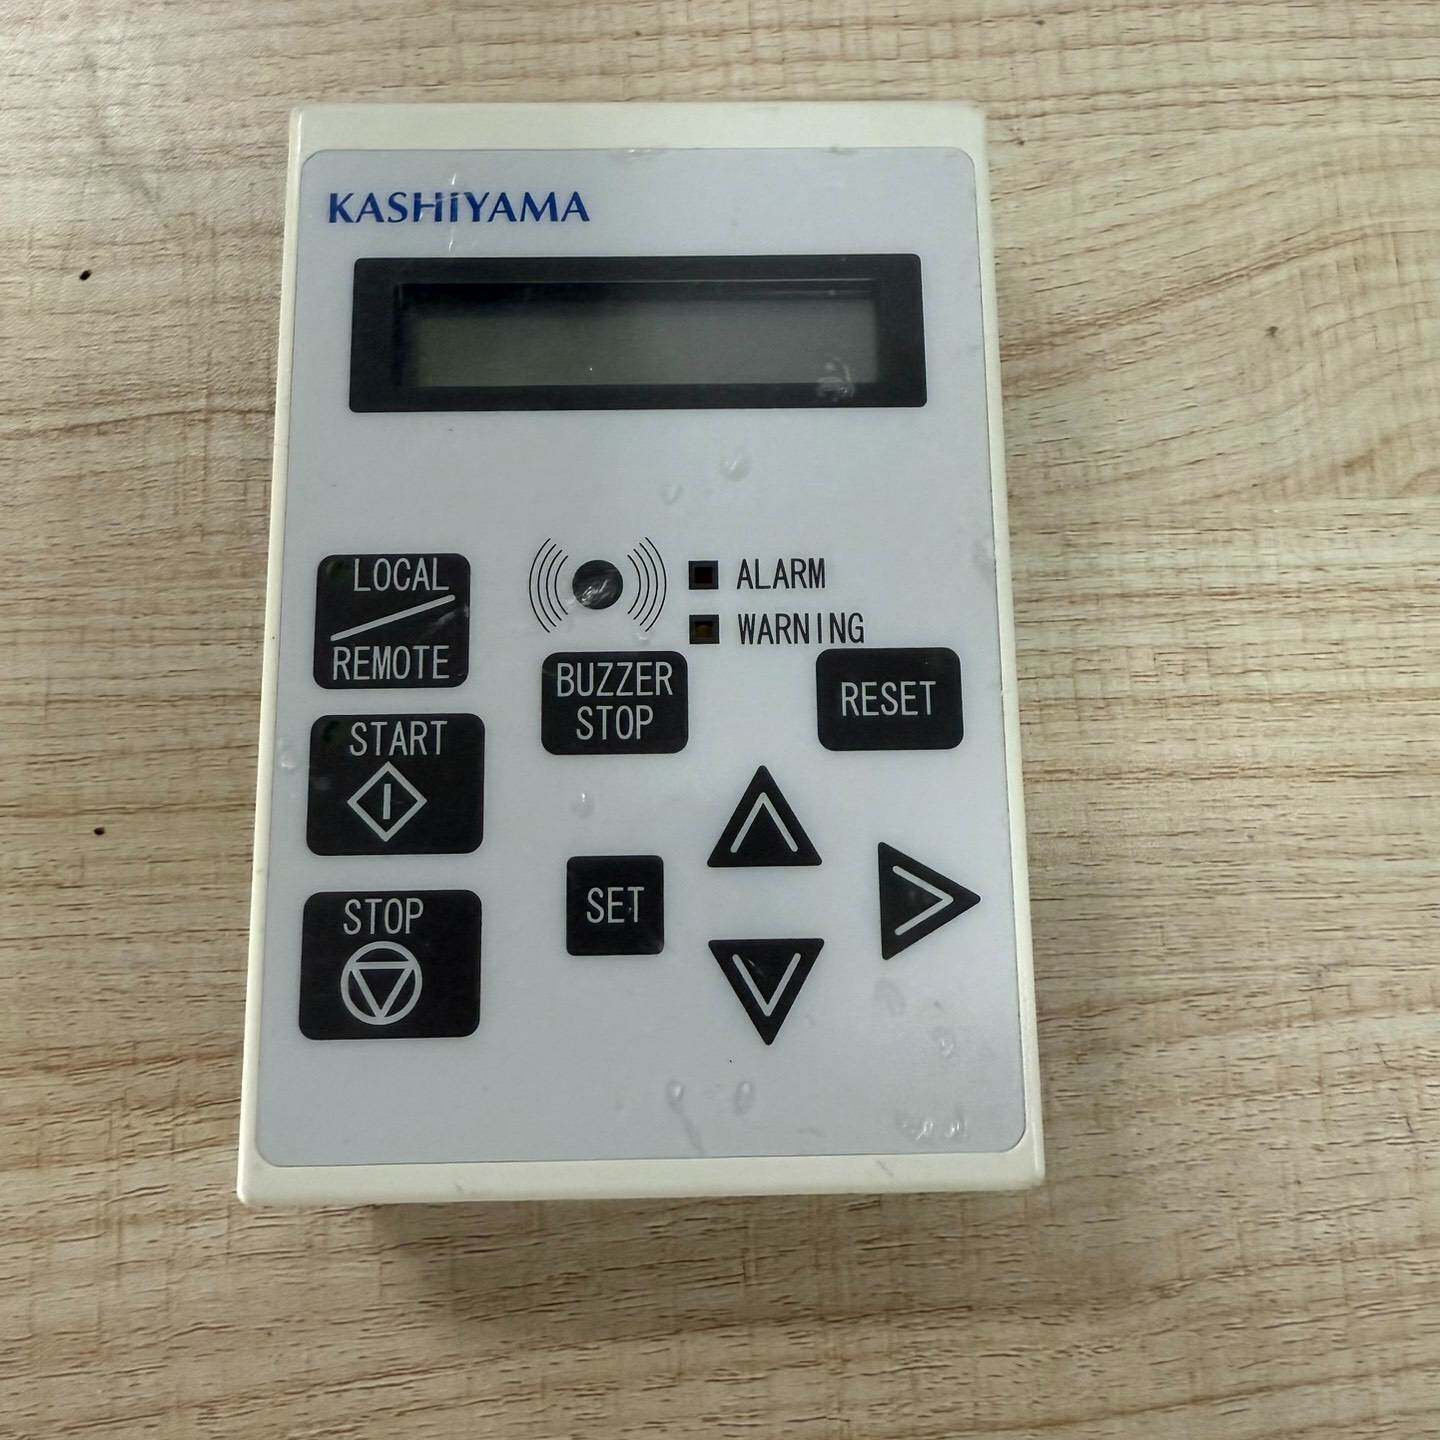 KASHiYAMA
LOCAL
REMOTE
ALARM
WARNING
BUZZER
STOP
RESET
START
SET
STOP